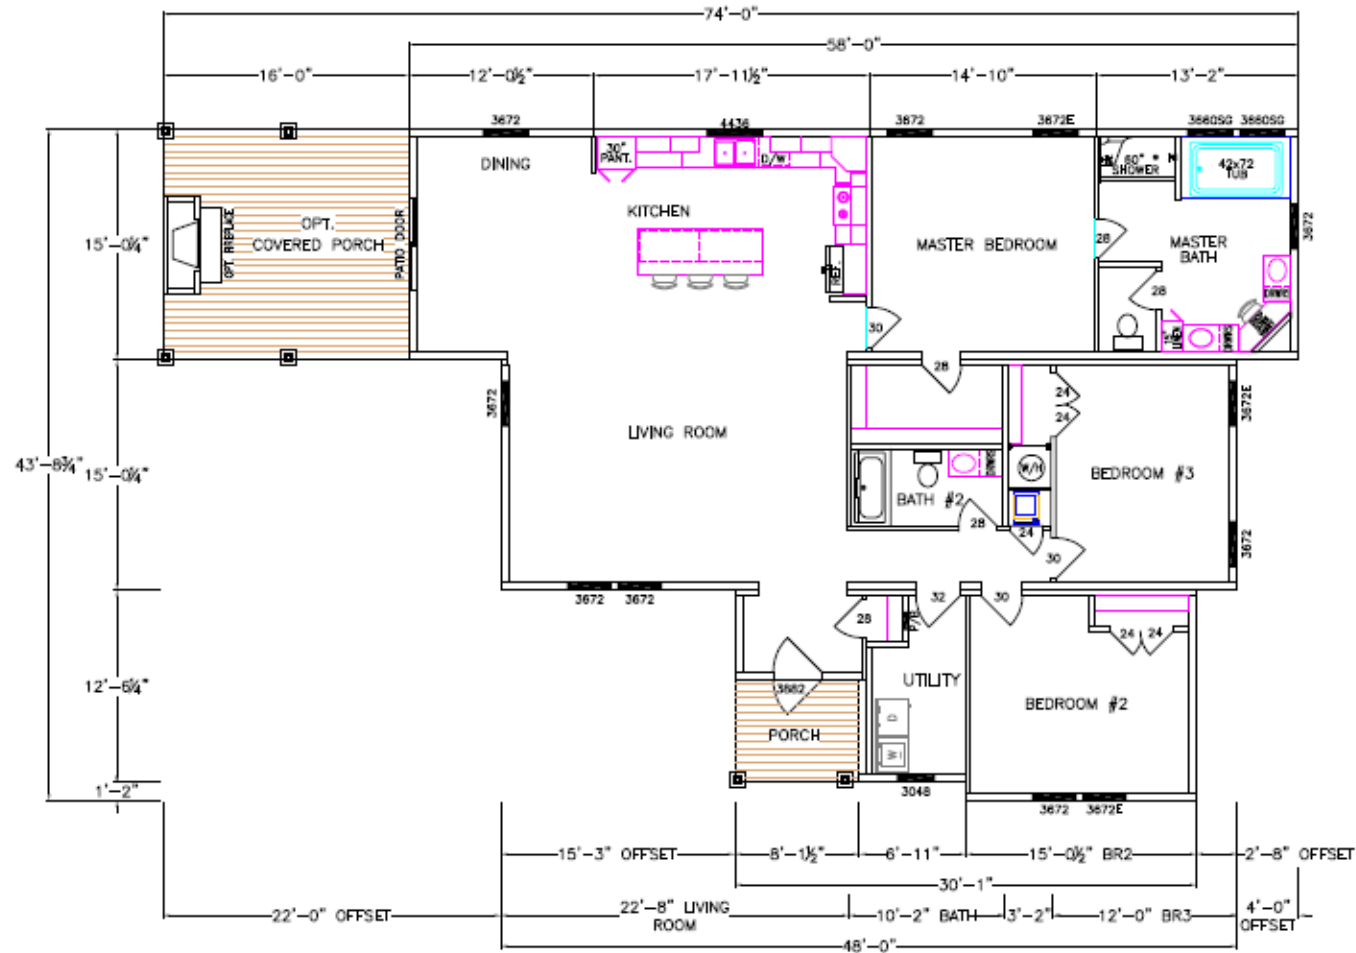 74'-0"
58'-0"
16'-0" 12'-0½" 17'-11½" 14'-10" 13'-2"
3672 4436 3672 3672E 3660SG 3660SG
30" PANT.
D/W
60" SHOWER
42x72 TUB
DINING
KITCHEN
OPT. FIREPLACE
OPT.
COVERED PORCH
PATIO DOOR
15'-0¼"
MASTER BEDROOM
28
MASTER
BATH
3672
REF.
28
DRWRS
30
LINEN
DRWRS
28
24
24
3672
3672E
LIVING ROOM
43'-8¾"
15'-0¼"
W/H
BEDROOM #3
DRWRS
BATH #2
28
24
30
3672
3672 3672
28
32
30
24 24
12'-6¼"
UTILITY
3882
BEDROOM #2
D
PORCH
W
1'-2"
3048
3672 3672E
15'-3" OFFSET 8'-1½" 6'-11" 15'-0½" BR2 2'-8" OFFSET
30'-1"
22'-0" OFFSET
22'-8" LIVING
ROOM
10'-2" BATH 3'-2" 12'-0" BR3
4'-0"
OFFSET
48'-0"